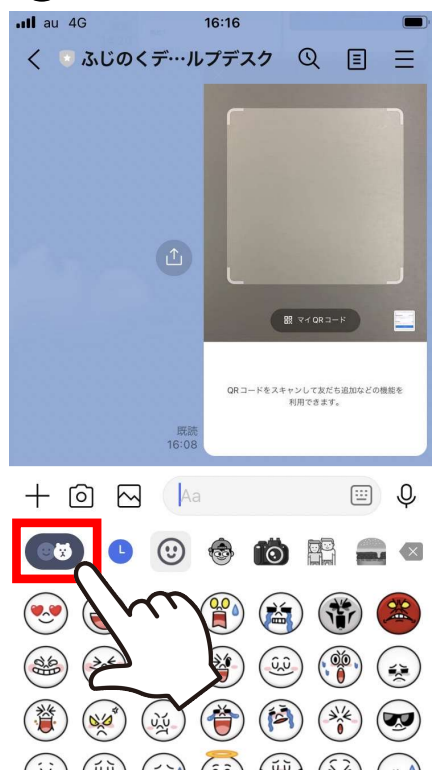 au 4G
16:16
ふじのくデ…ルプデスク
マイQRコード
QRコードをスキャンして友だち追加などの機能を
利用できます。
既読
16:08
Aa
L